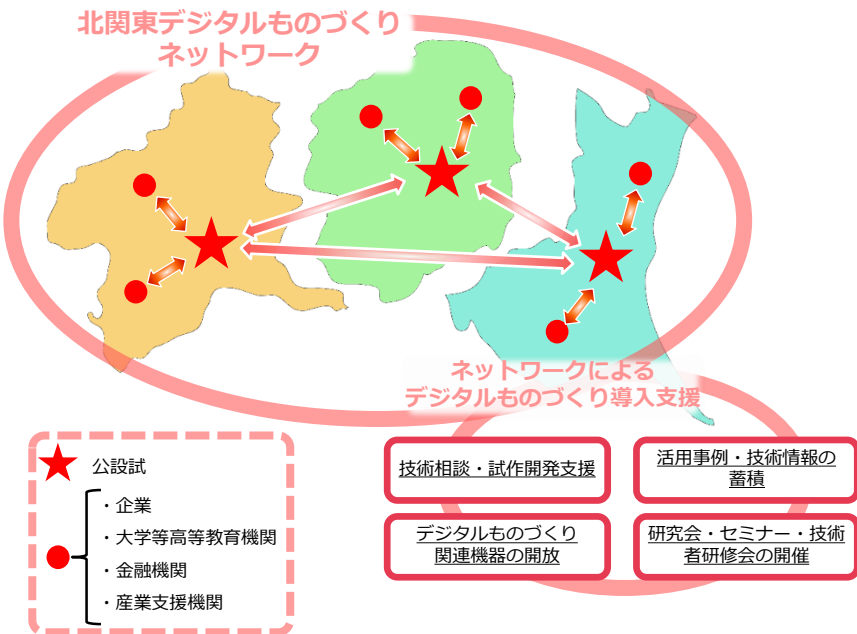 北関東デジタルものづくり
ネットワーク
ネットワークによる
デジタルものづくり導入支援
公設試
・企業
・大学等高等教育機関
・金融機関
・産業支援機関
技術相談・試作開発支援
活用事例・技術情報の
蓄積
デジタルものづくり
関連機器の開放
研究会・セミナー・技術
者研修会の開催